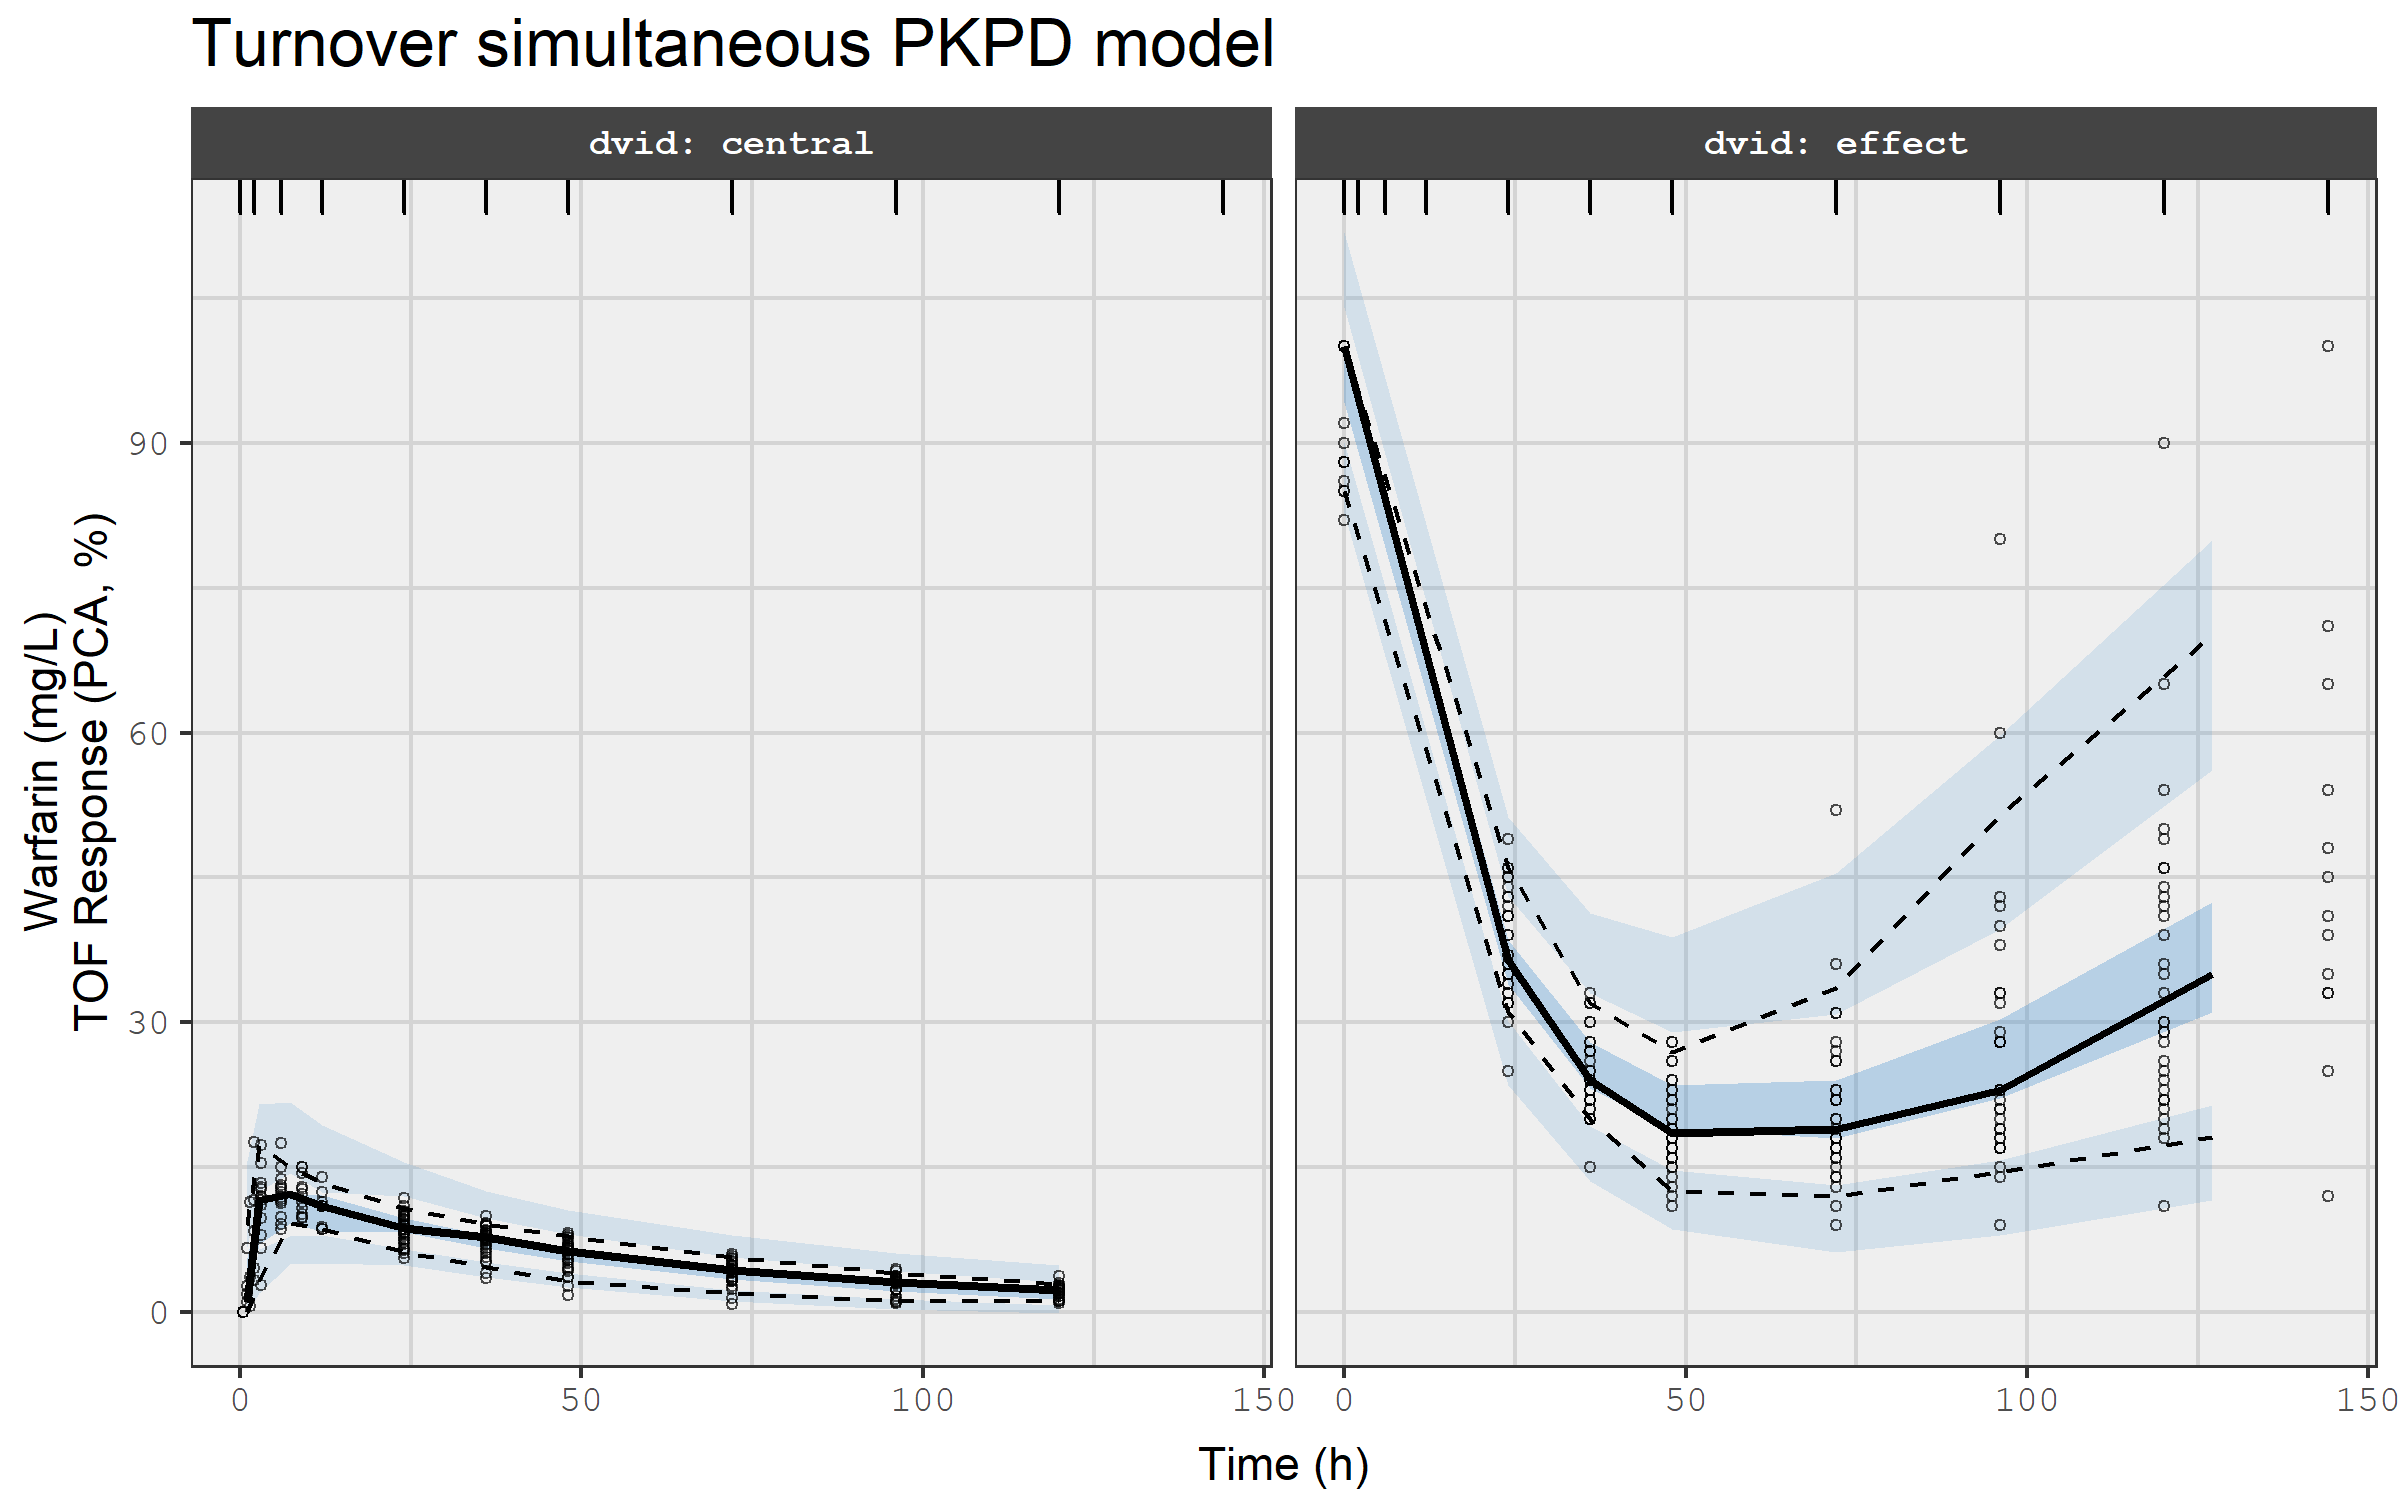 Turnover simultaneous PKPD model
dvid: central
dvid: effect
Warfarin (mg/L)
TOF Response (PCA, %)
90
60
30
0
0 50 100 150
0 50 100 150
Time (h)